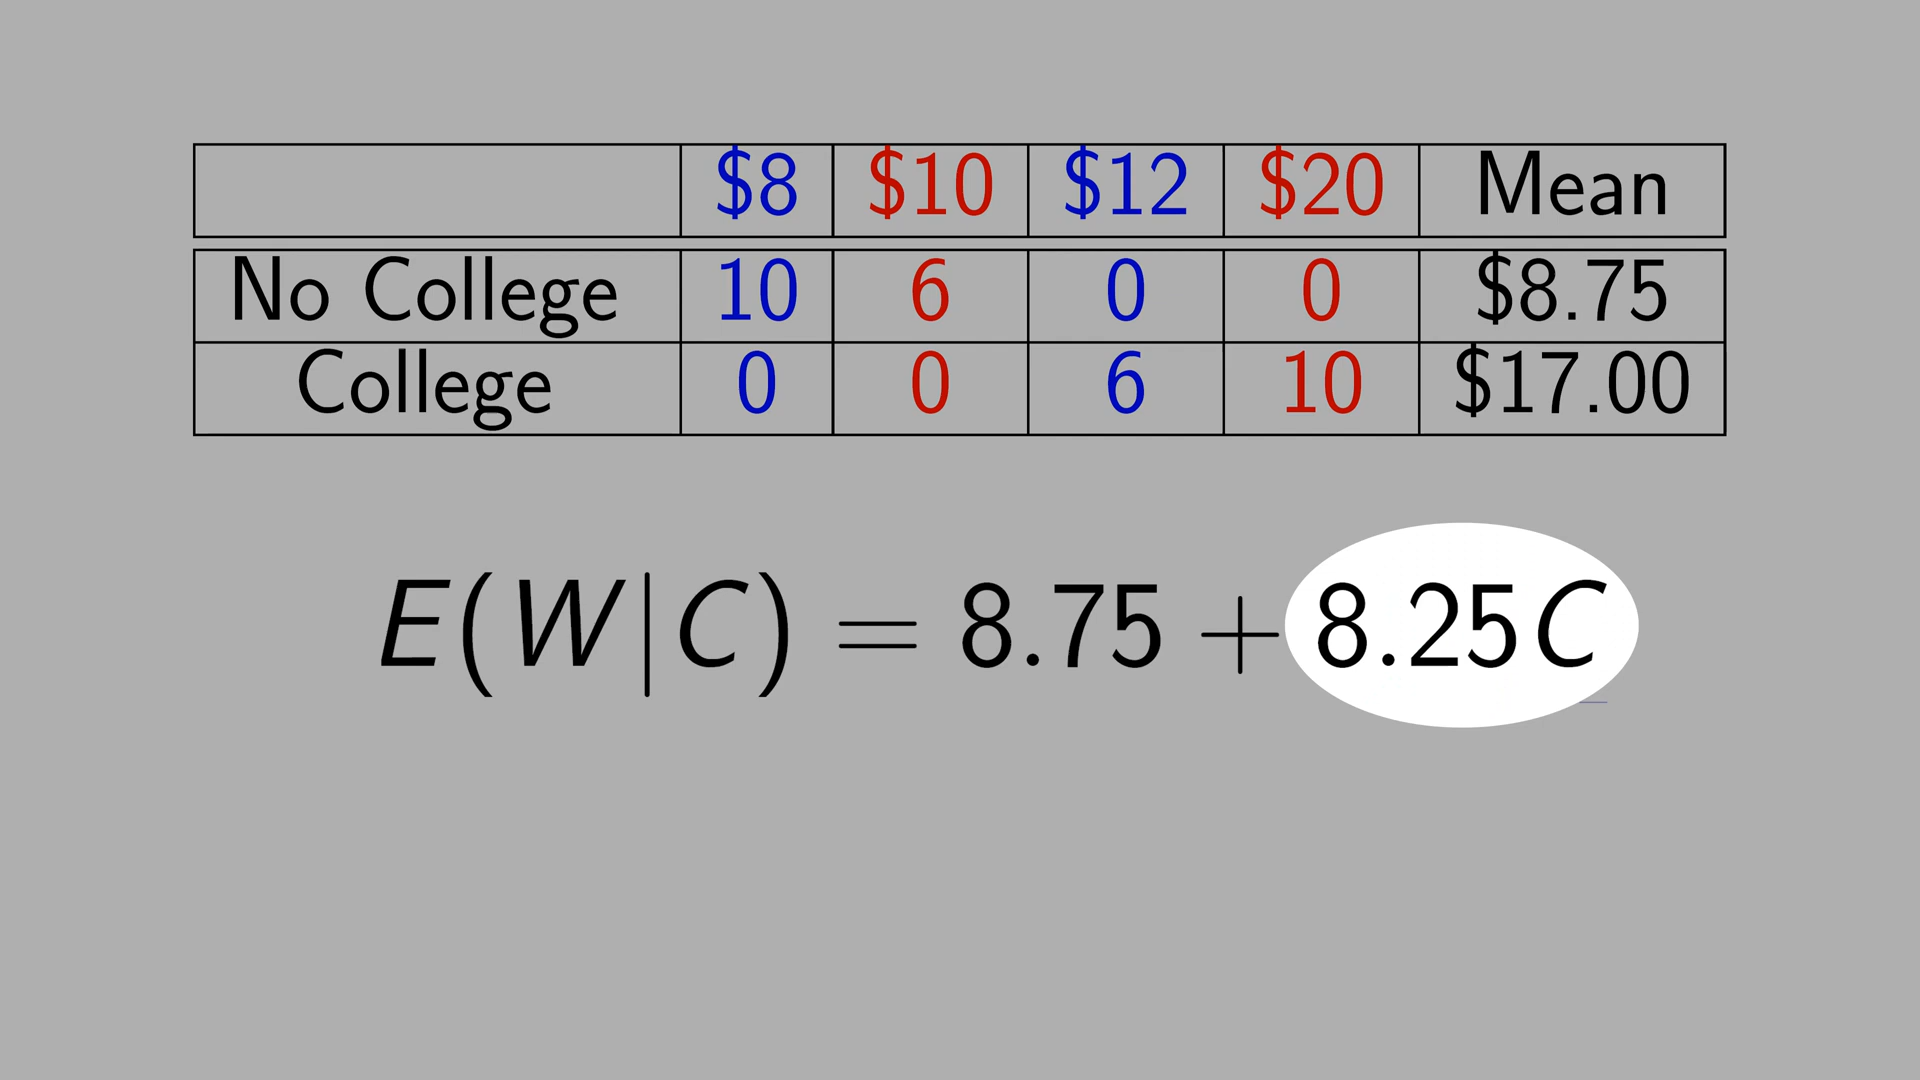 $8 $10 $12 $20 Mean
No College 10 6 0 0 $8.75
College 0 0 6 10 $17.00
E(W|C) = 8.75 + 8.25C